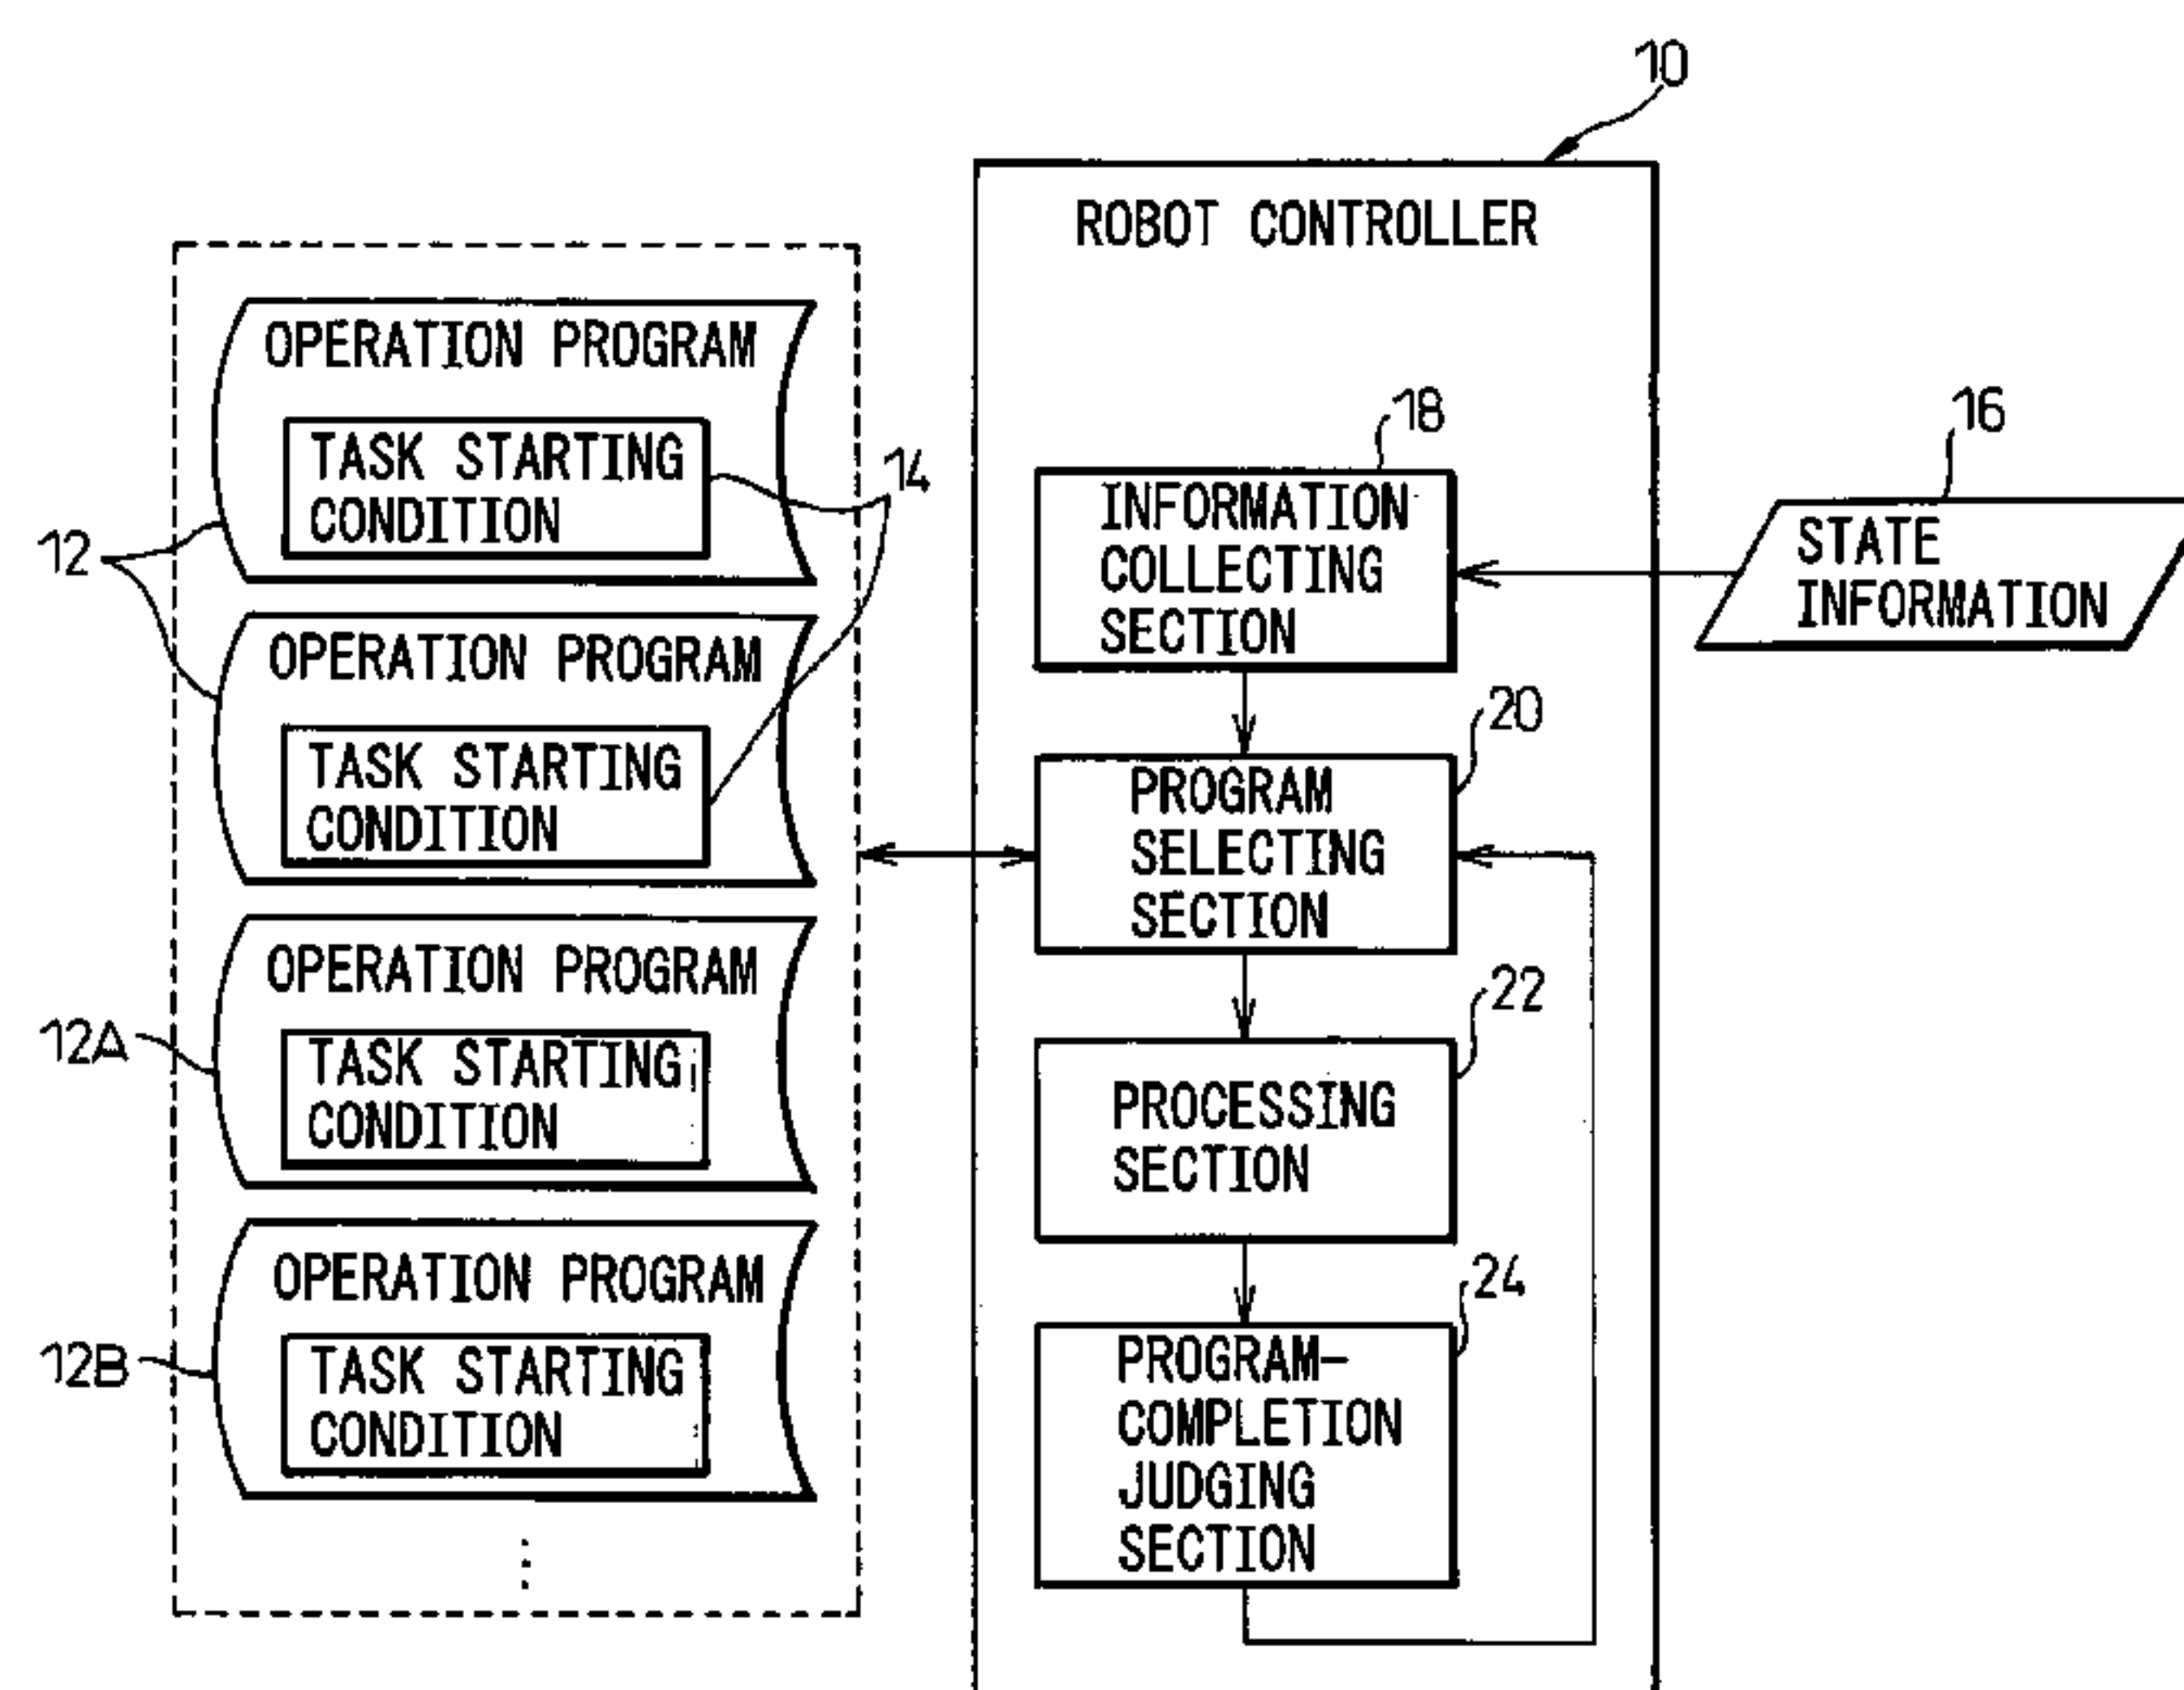 10
ROBOT CONTROLLER
OPERATION PROGRAM
TASK STARTING
CONDITION
14
12
OPERATION PROGRAM
TASK STARTING
CONDITION
OPERATION PROGRAM
12A
TASK STARTING
CONDITION
OPERATION PROGRAM
12B
TASK STARTING
CONDITION
18
INFORMATION
COLLECTING
SECTION
16
STATE
INFORMATION
20
PROGRAM
SELECTING
SECTION
22
PROCESSING
SECTION
24
PROGRAM-
COMPLETION
JUDGING
SECTION